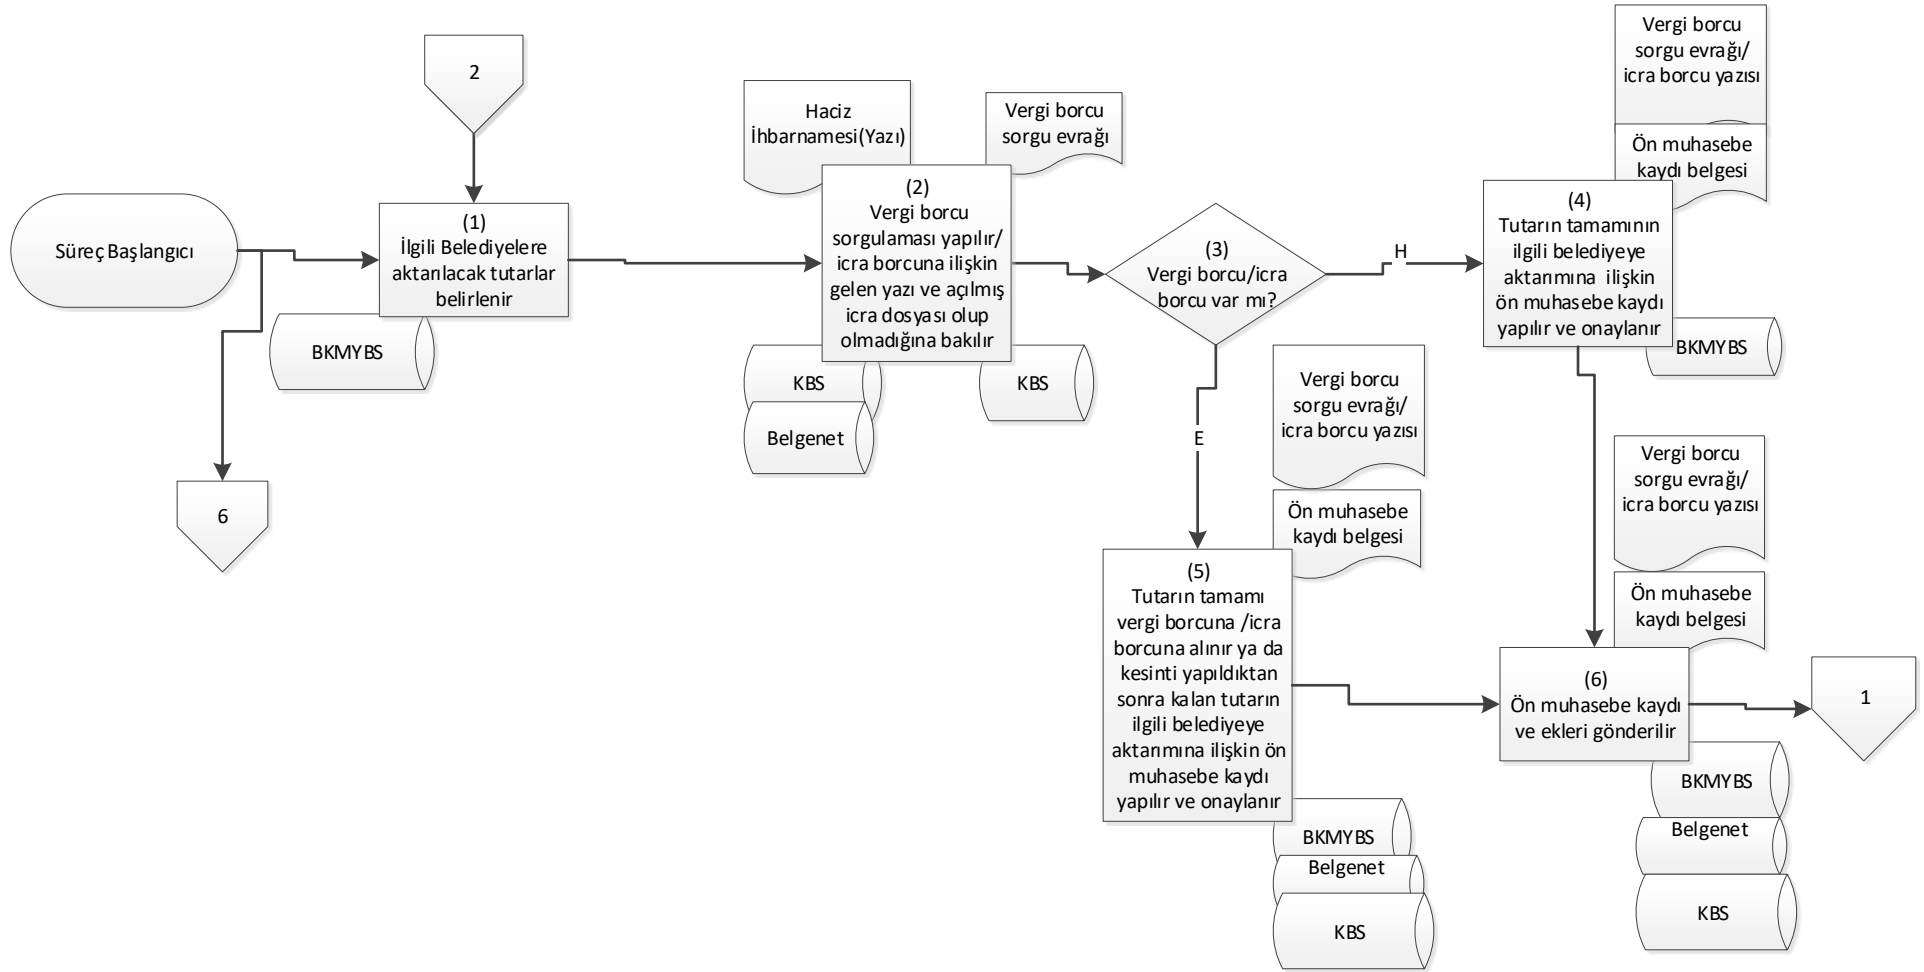 2
Süreç Başlangıcı
6
(1)
İlgili Belediyelere
aktarılacak tutarlar
belirlenir
BKMYBS
Haciz
İhbarnamesi(Yazı)
Vergi borcu
sorgu evrağı
(2)
Vergi borcu
sorgulaması yapılır/
icra borcuna ilişkin
gelen yazı ve açılmış
icra dosyası olup
olmadığına bakılır
KBS
Belgenet
KBS
(3)
Vergi borcu/icra
borcu var mı?
H
E
Vergi borcu
sorgu evrağı/
icra borcu yazısı
Ön muhasebe
kaydı belgesi
(4)
Tutarın tamamının
ilgili belediyeye
aktarımına ilişkin
ön muhasebe kaydı
yapılır ve onaylanır
BKMYBS
Vergi borcu
sorgu evrağı/
icra borcu yazısı
Ön muhasebe
kaydı belgesi
(5)
Tutarın tamamı
vergi borcuna /icra
borcuna alınır ya da
kesinti yapıldıktan
sonra kalan tutarın
ilgili belediyeye
aktarımına ilişkin ön
muhasebe kaydı
yapılır ve onaylanır
BKMYBS
Belgenet
KBS
Vergi borcu
sorgu evrağı/
icra borcu yazısı
Ön muhasebe
kaydı belgesi
(6)
Ön muhasebe kaydı
ve ekleri gönderilir
BKMYBS
Belgenet
KBS
1